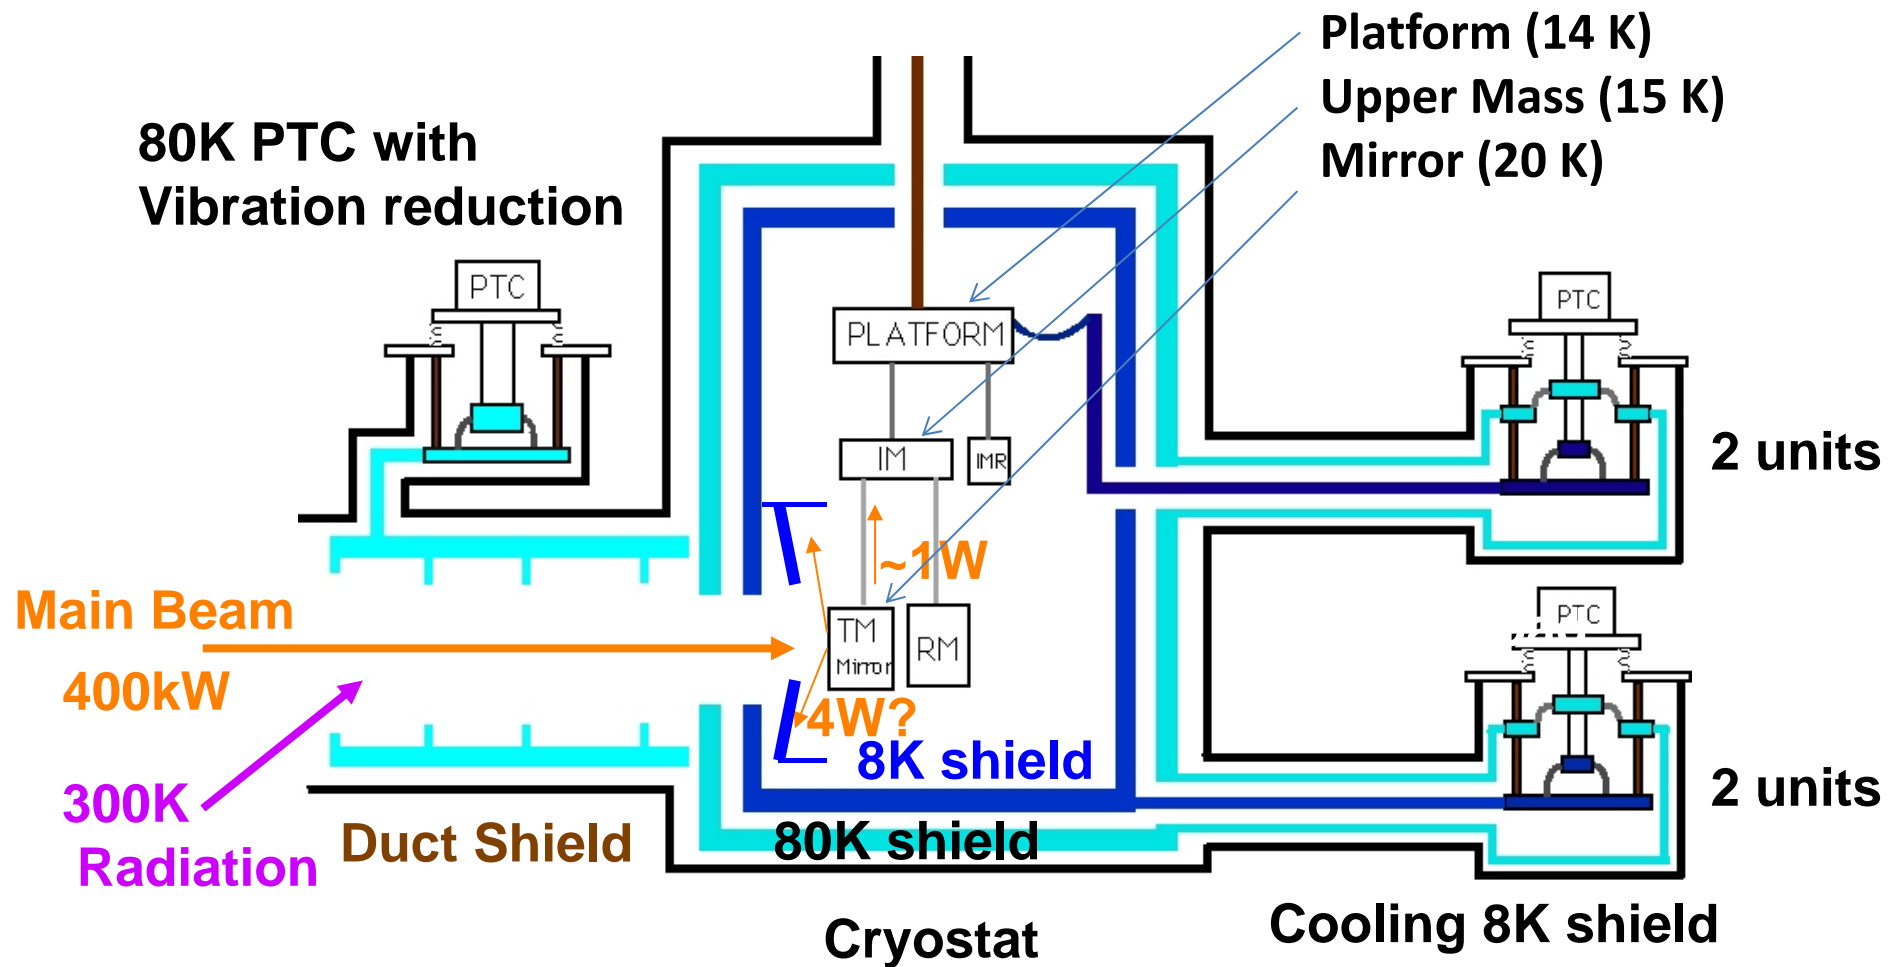 Platform (14 K)
Upper Mass (15 K)
Mirror (20 K)
80K PTC with
Vibration reduction
PTC
PTC
PLATFORM
IM
IMR
2 units
~1W
Main Beam
400kW
TM
Mirror
RM
PTC
4W?
8K shield
300K
Radiation
2 units
Duct Shield
80K shield
Cryostat
Cooling 8K shield